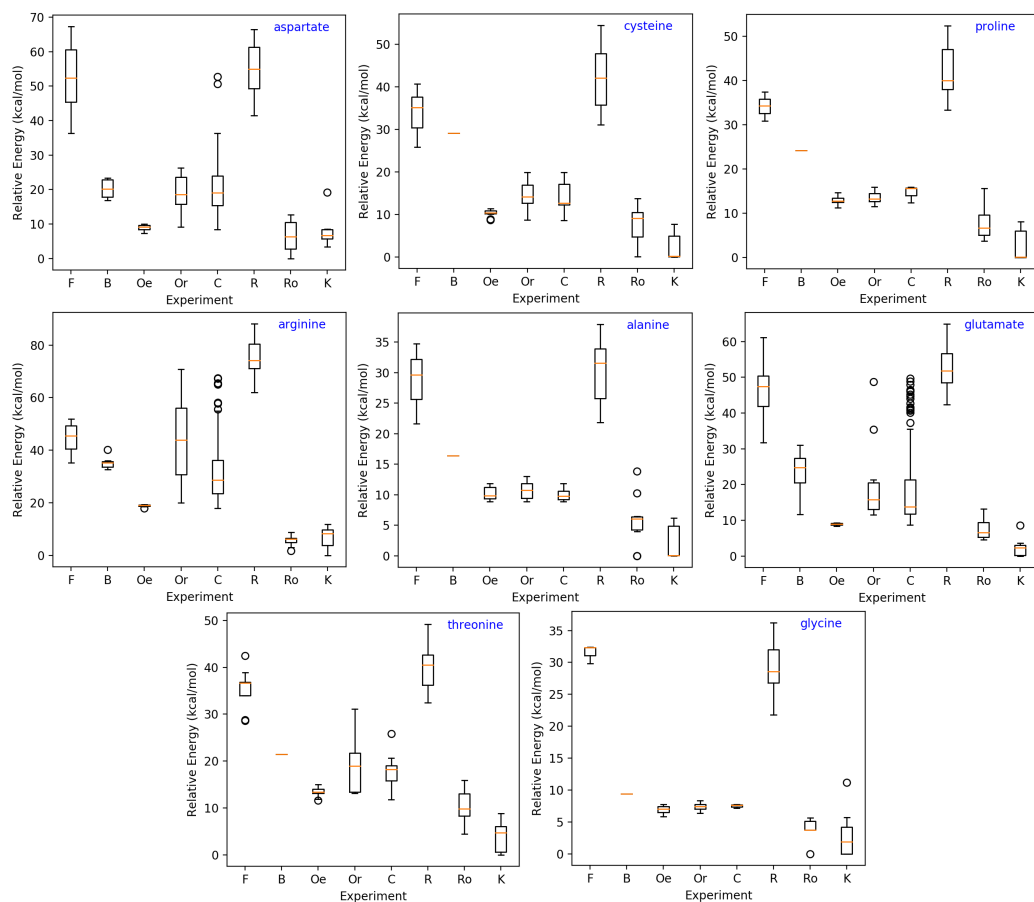 aspartate
Relative Energy (kcal/mol)
70
60
50
40
30
20
10
0
F B Oe Or C R Ro K
Experiment
cysteine
Relative Energy (kcal/mol)
50
40
30
20
10
0
F B Oe Or C R Ro K
Experiment
proline
Relative Energy (kcal/mol)
50
40
30
20
10
0
F B Oe Or C R Ro K
Experiment
arginine
Relative Energy (kcal/mol)
80
60
40
20
0
F B Oe Or C R Ro K
Experiment
alanine
Relative Energy (kcal/mol)
35
30
25
20
15
10
5
0
F B Oe Or C R Ro K
Experiment
glutamate
Relative Energy (kcal/mol)
60
50
40
30
20
10
0
F B Oe Or C R Ro K
Experiment
threonine
Relative Energy (kcal/mol)
50
40
30
20
10
0
F B Oe Or C R Ro K
Experiment
glycine
Relative Energy (kcal/mol)
35
30
25
20
15
10
5
0
F B Oe Or C R Ro K
Experiment